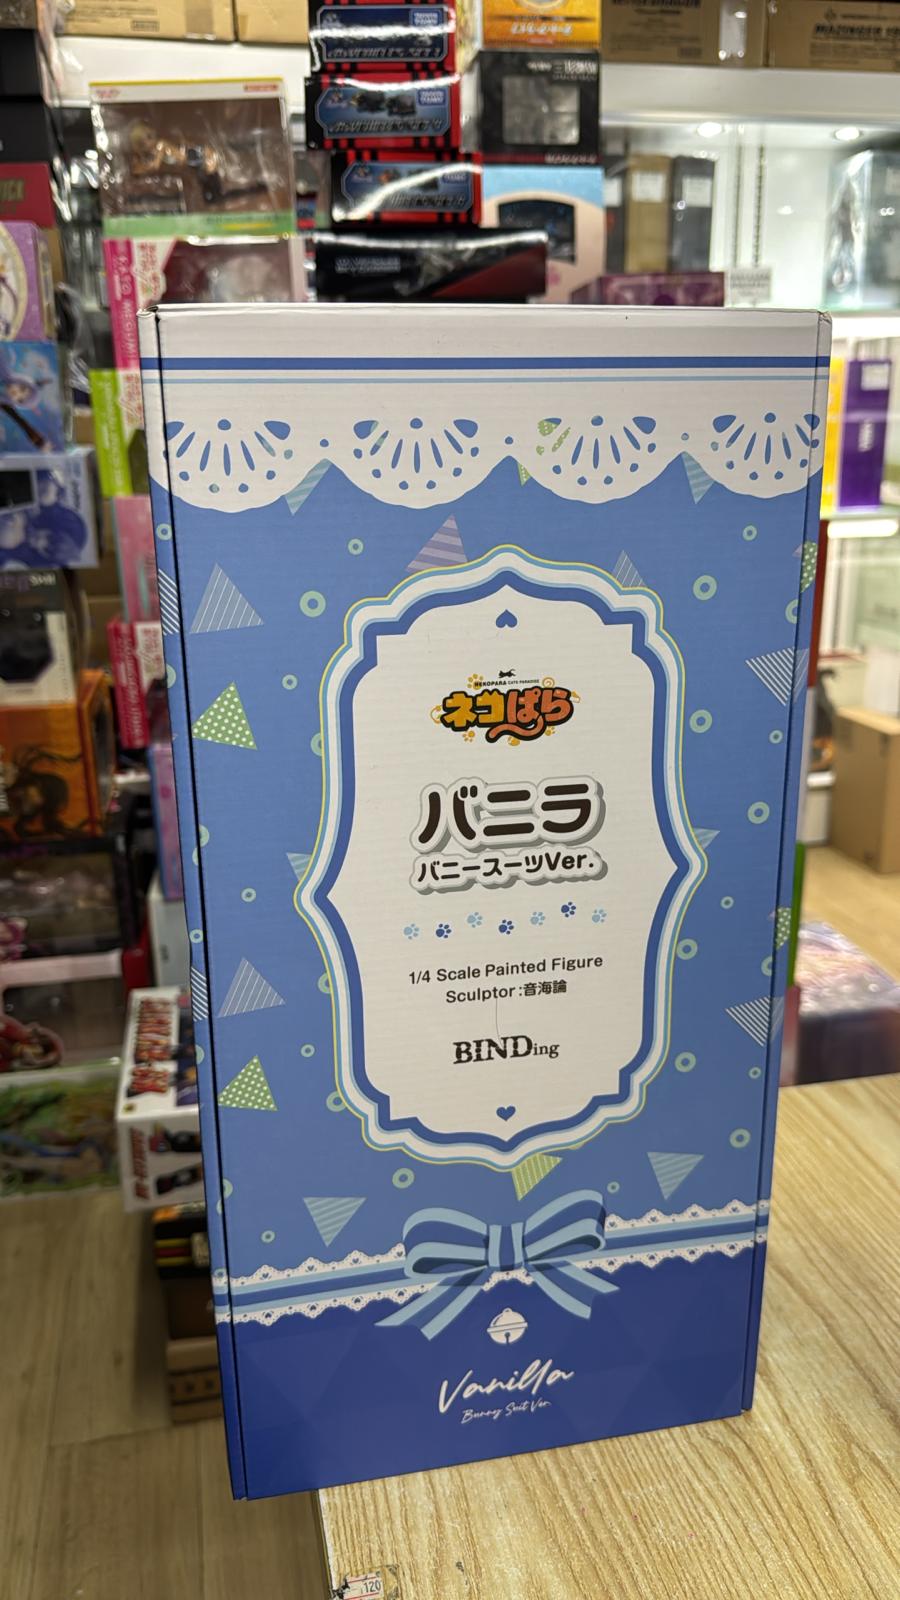 NEKOPARA CATS PARADISE
ネコぱら
バニラ
バニースーツVer.
1/4 Scale Painted Figure
Sculptor:音海論
BINDing
Vanilla
Bunny Suit Ver.
120